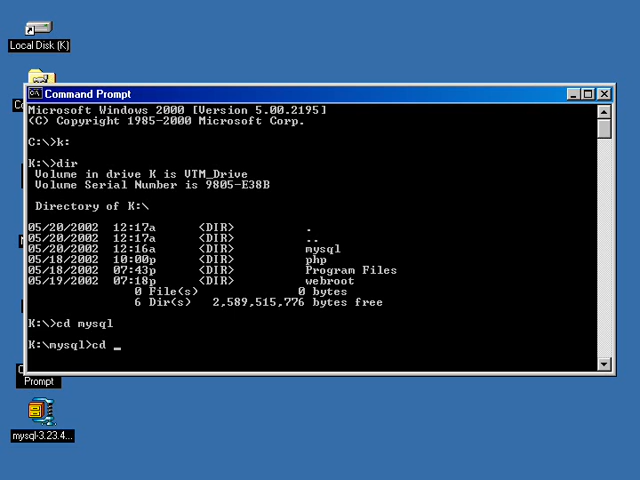 Local Disk (K)
Command Prompt
Microsoft Windows 2000 [Version 5.00.2195]
(C) Copyright 1985-2000 Microsoft Corp.
C:\>k:
K:\>dir
Volume in drive K is VTM_Drive
Volume Serial Number is 9805-E38B
Directory of K:\
05/20/2002  12:17a      <DIR>          .
05/20/2002  12:17a      <DIR>          ..
05/20/2002  12:16a      <DIR>          mysql
05/18/2002  10:00p      <DIR>          php
05/18/2002  07:43p      <DIR>          Program Files
05/19/2002  07:18p      <DIR>          webroot
0 File(s)              0 bytes
6 Dir(s)   2,589,515,776 bytes free
K:\>cd mysql
K:\mysql>cd _
Prompt
mysql-3.23.4...